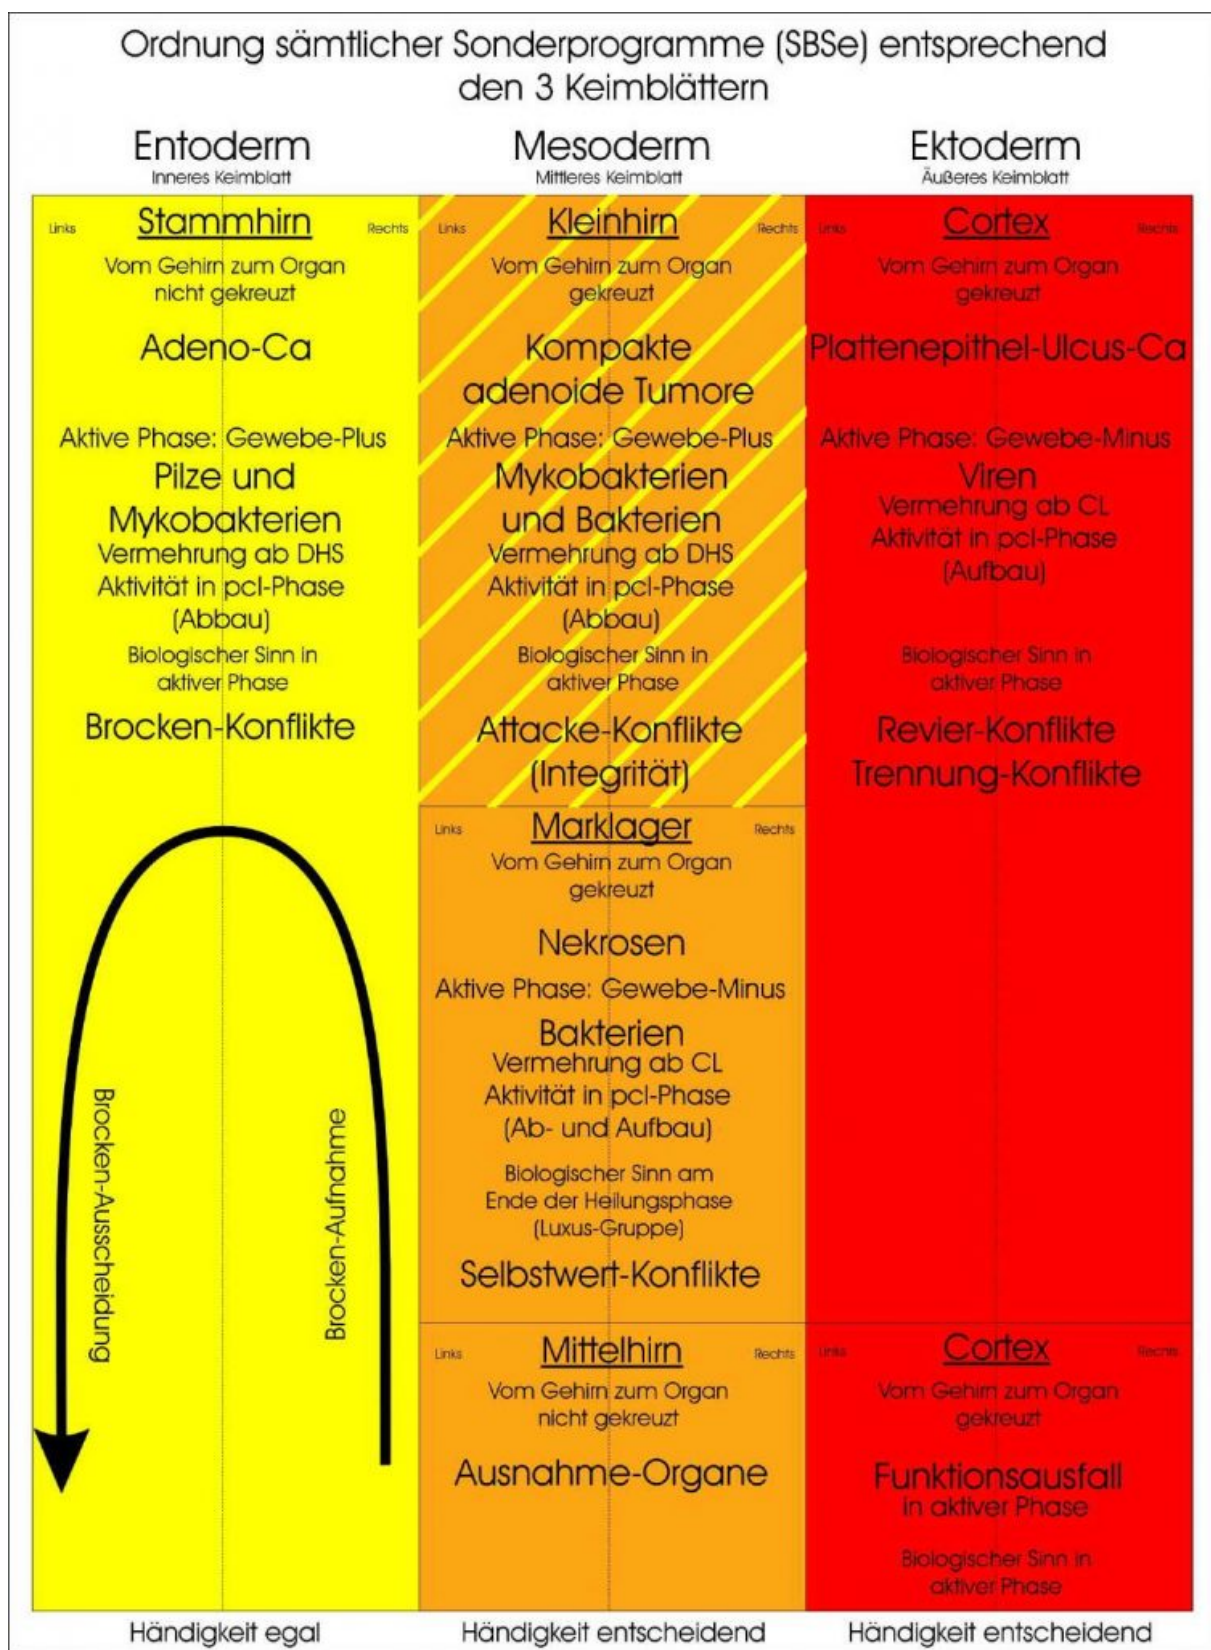 Ordnung sämtlicher Sonderprogramme (SBSe) entsprechend
den 3 Keimblättern
Entoderm
Inneres Keimblatt
Links
Stammhirn
Rechts
Vom Gehirn zum Organ
nicht gekreuzt
Adeno-Ca
Aktive Phase: Gewebe-Plus
Pilze und
Mykobakterien
Vermehrung ab DHS
Aktivität in pcl-Phase
(Abbau)
Biologischer Sinn in
aktiver Phase
Brocken-Konflikte
Brocken-Ausscheidung
Brocken-Aufnahme
Händigkeit egal
Mesoderm
Mittleres Keimblatt
Links
Kleinhirn
Rechts
Vom Gehirn zum Organ
gekreuzt
Kompakte
adenoide Tumore
Aktive Phase: Gewebe-Plus
Mykobakterien
und Bakterien
Vermehrung ab DHS
Aktivität in pcl-Phase
(Abbau)
Biologischer Sinn in
aktiver Phase
Attacke-Konflikte
(Integrität)
Links
Marklager
Rechts
Vom Gehirn zum Organ
gekreuzt
Nekrosen
Aktive Phase: Gewebe-Minus
Bakterien
Vermehrung ab CL
Aktivität in pcl-Phase
(Ab- und Aufbau)
Biologischer Sinn am
Ende der Heilungsphase
(Luxus-Gruppe)
Selbstwert-Konflikte
Links
Mittelhirn
Rechts
Vom Gehirn zum Organ
nicht gekreuzt
Ausnahme-Organe
Händigkeit entscheidend
Ektoderm
Äußeres Keimblatt
Links
Cortex
Rechts
Vom Gehirn zum Organ
gekreuzt
Plattenepithel-Ulcus-Ca
Aktive Phase: Gewebe-Minus
Viren
Vermehrung ab CL
Aktivität in pcl-Phase
(Aufbau)
Biologischer Sinn in
aktiver Phase
Revier-Konflikte
Trennung-Konflikte
Links
Cortex
Rechts
Vom Gehirn zum Organ
gekreuzt
Funktionsausfall
in aktiver Phase
Biologischer Sinn in
aktiver Phase
Händigkeit entscheidend